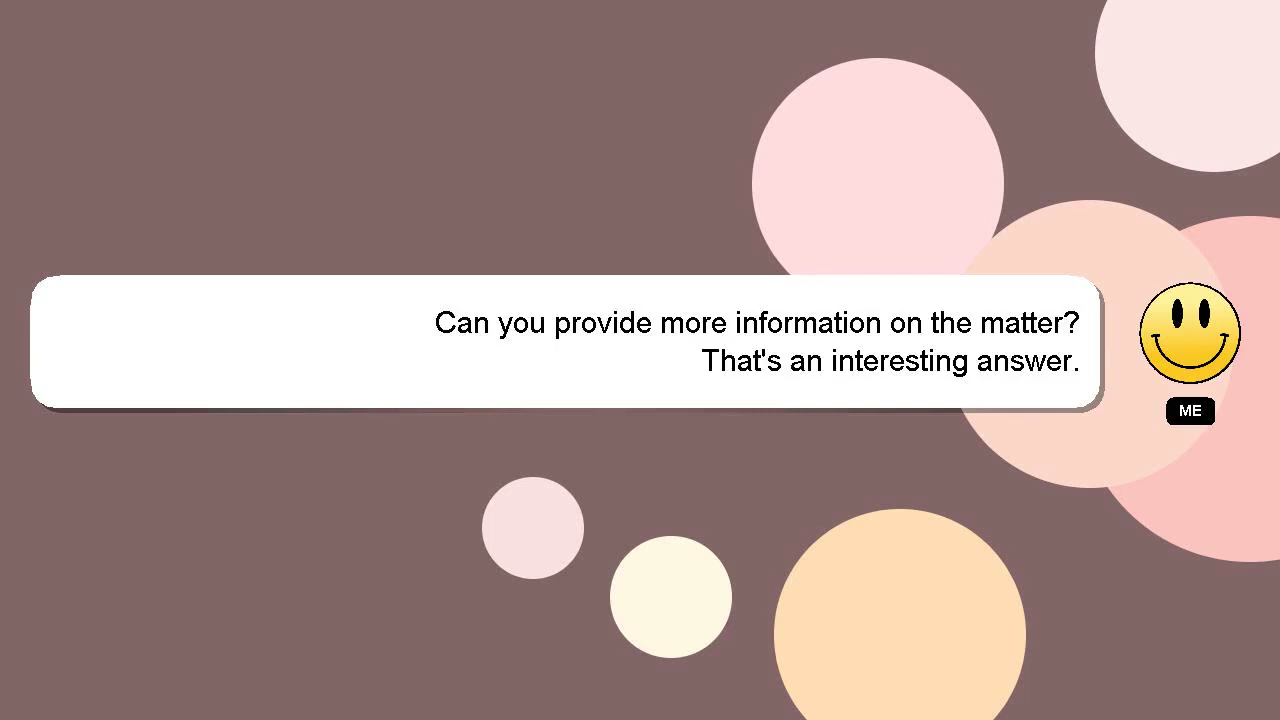 Can you provide more information on the matter?
That's an interesting answer.
ME